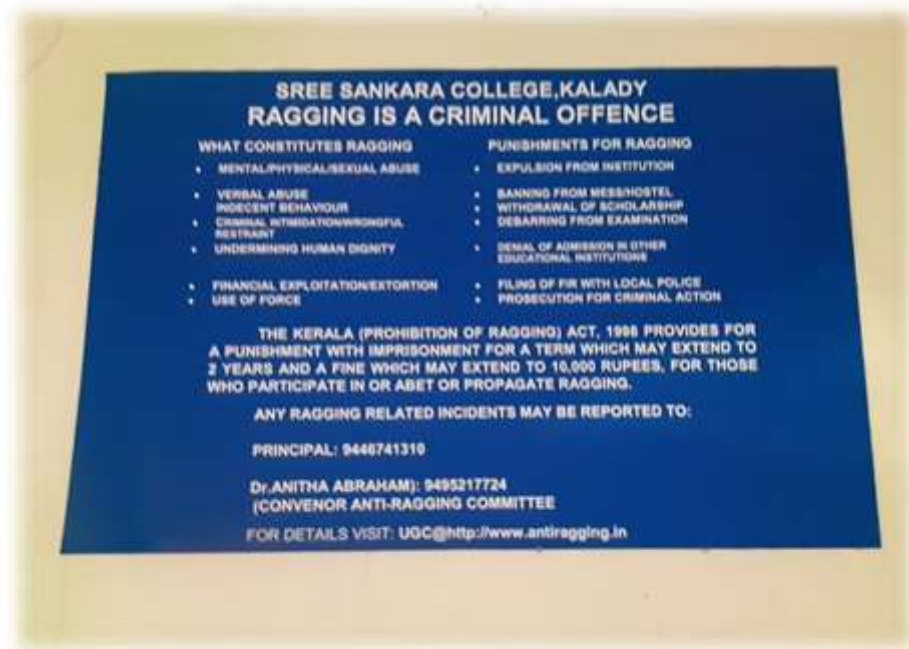 SREE SANKARA COLLEGE,KALADY
RAGGING IS A CRIMINAL OFFENCE
WHAT CONSTITUTES RAGGING
• MENTAL/PHYSICAL/SEXUAL ABUSE
• VERBAL ABUSE
INDECENT BEHAVIOUR
• CRIMINAL INTIMIDATION/WRONGFUL
RESTRAINT
• UNDERMINING HUMAN DIGNITY
• FINANCIAL EXPLOITATION/EXTORTION
• USE OF FORCE
PUNISHMENTS FOR RAGGING
• EXPULSION FROM INSTITUTION
• BANNING FROM MESS/HOSTEL
• WITHDRAWAL OF SCHOLARSHIP
• DEBARRING FROM EXAMINATION
• DENIAL OF ADMISSION IN OTHER
EDUCATIONAL INSTITUTIONS
• FILING OF FIR WITH LOCAL POLICE
• PROSECUTION FOR CRIMINAL ACTION
THE KERALA (PROHIBITION OF RAGGING) ACT, 1998 PROVIDES FOR
A PUNISHMENT WITH IMPRISONMENT FOR A TERM WHICH MAY EXTEND TO
2 YEARS AND A FINE WHICH MAY EXTEND TO 10,000 RUPEES, FOR THOSE
WHO PARTICIPATE IN OR ABET OR PROPAGATE RAGGING.
ANY RAGGING RELATED INCIDENTS MAY BE REPORTED TO:
PRINCIPAL: 9446741310
Dr.ANITHA ABRAHAM): 9495217724
(CONVENOR ANTI-RAGGING COMMITTEE
FOR DETAILS VISIT: UGC@http://www.antiragging.in